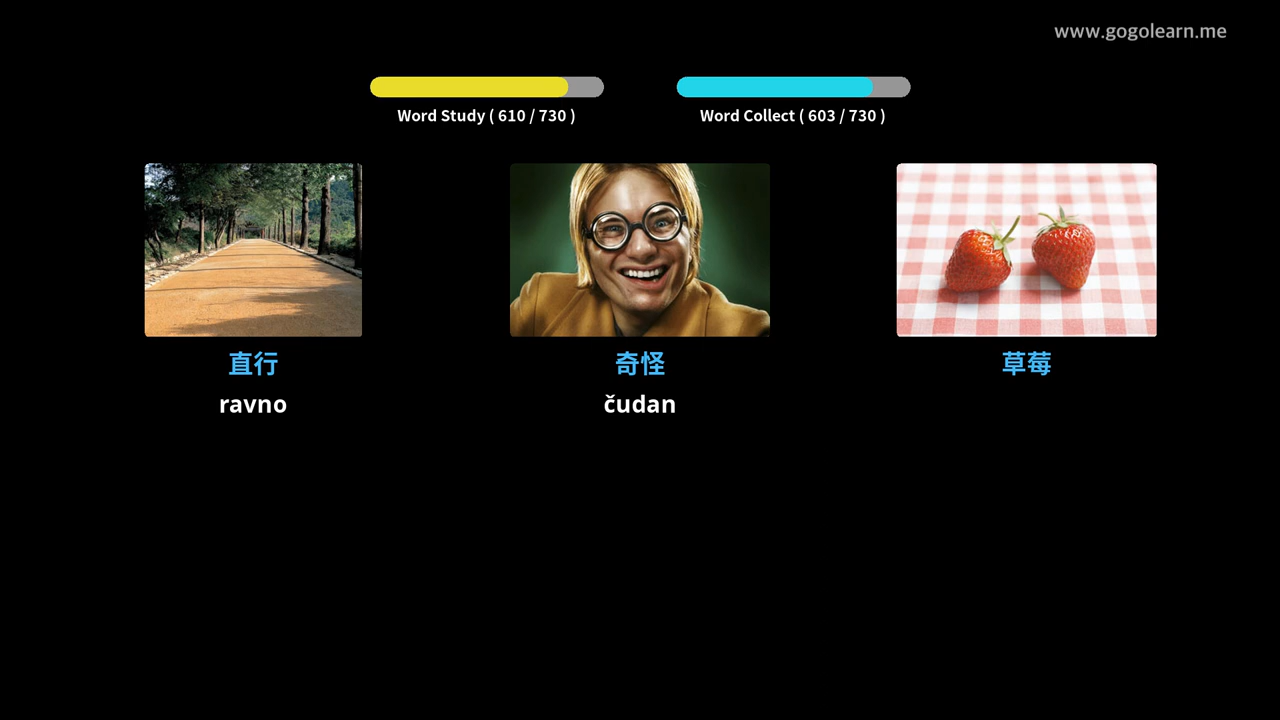 www.gogolearn.me
Word Study ( 610 / 730 )
Word Collect ( 603 / 730 )
直行
ravno
奇怪
čudan
草莓